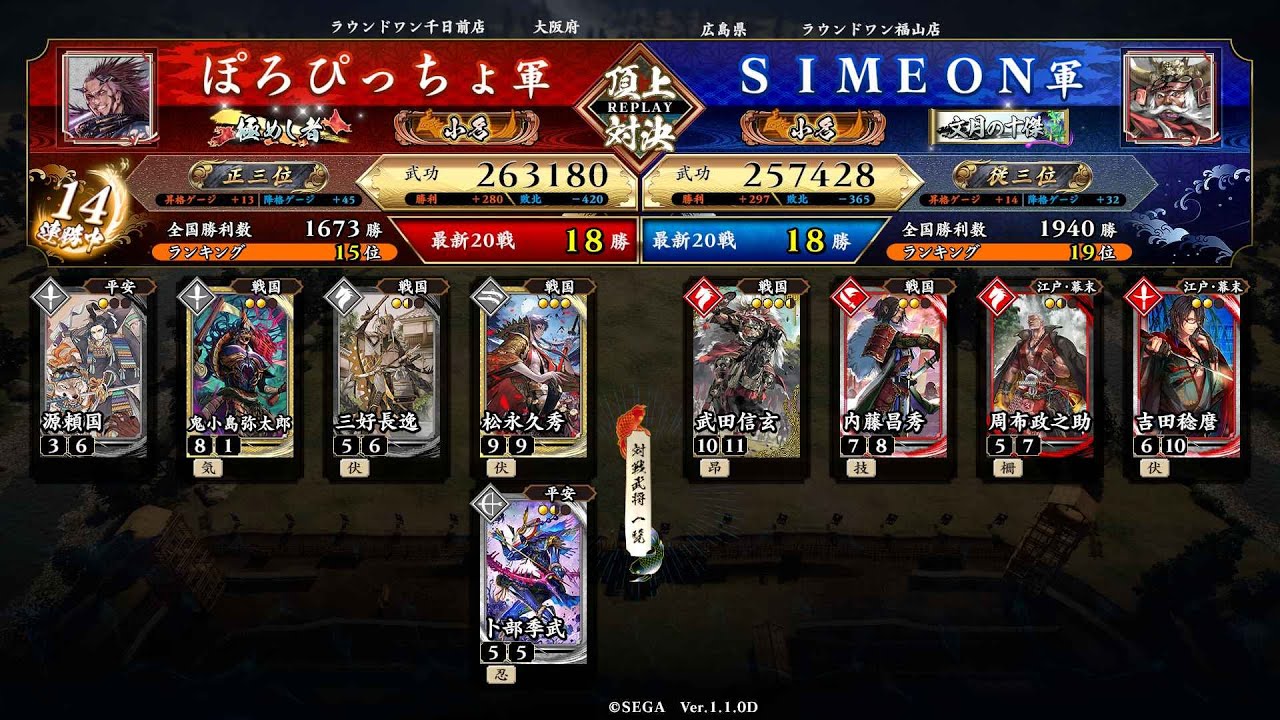 ラウンドワン千日前店 大阪府
広島県 ラウンドワン福山店
ぽろぴっちょ軍
頂上
REPLAY
対決
SIMEON軍
極めし者 小名
小名 文月の十傑
14
連勝中
正三位
昇格ゲージ +13 降格ゲージ +45
武功 263180
勝利 +280 敗北 -420
武功 257428
勝利 +297 敗北 -365
従三位
昇格ゲージ +14 降格ゲージ +32
全国勝利数 1673勝
ランキング 15位
最新20戦 18勝
最新20戦 18勝
全国勝利数 1940勝
ランキング 19位
平安
源頼国
3 6
戦国
鬼小島弥太郎
8 1
気
戦国
三好長逸
5 6
伏
戦国
松永久秀
9 9
伏
戦国
武田信玄
10 11
昂
戦国
内藤昌秀
7 8
技
江戸・幕末
周布政之助
5 7
柵
江戸・幕末
吉田稔麿
6 10
伏
対戦武将一覧
平安
卜部季武
5 5
忍
©SEGA Ver.1.1.0D